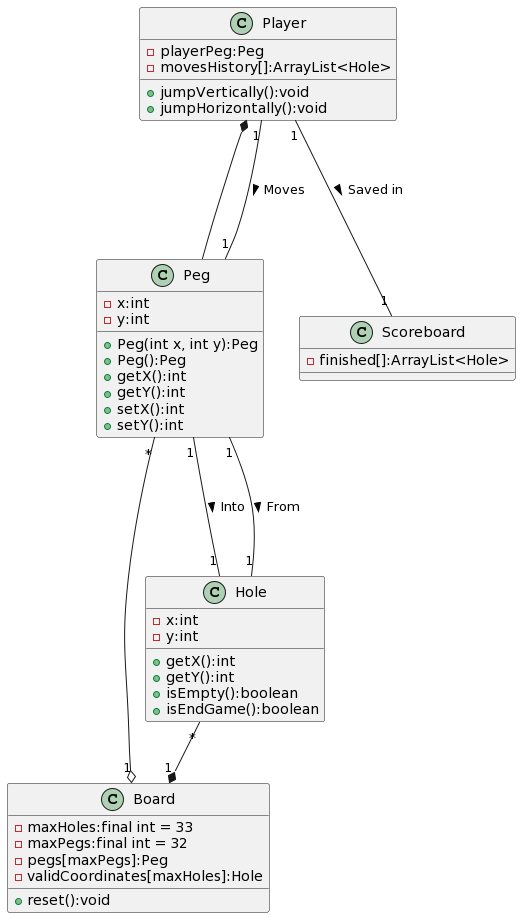 C Player
playerPeg:Peg
movesHistory[]:ArrayList<Hole>
jumpVertically():void
jumpHorizontally():void
1 1
Moves Saved in
1
C Peg
x:int
y:int
Peg(int x, int y):Peg
Peg():Peg
getX():int
getY():int
setX():int
setY():int
1
C Scoreboard
finished[]:ArrayList<Hole>
* 1 1
Into From
1 1
C Hole
x:int
y:int
getX():int
getY():int
isEmpty():boolean
isEndGame():boolean
*
1 1
C Board
maxHoles:final int = 33
maxPegs:final int = 32
pegs[maxPegs]:Peg
validCoordinates[maxHoles]:Hole
reset():void